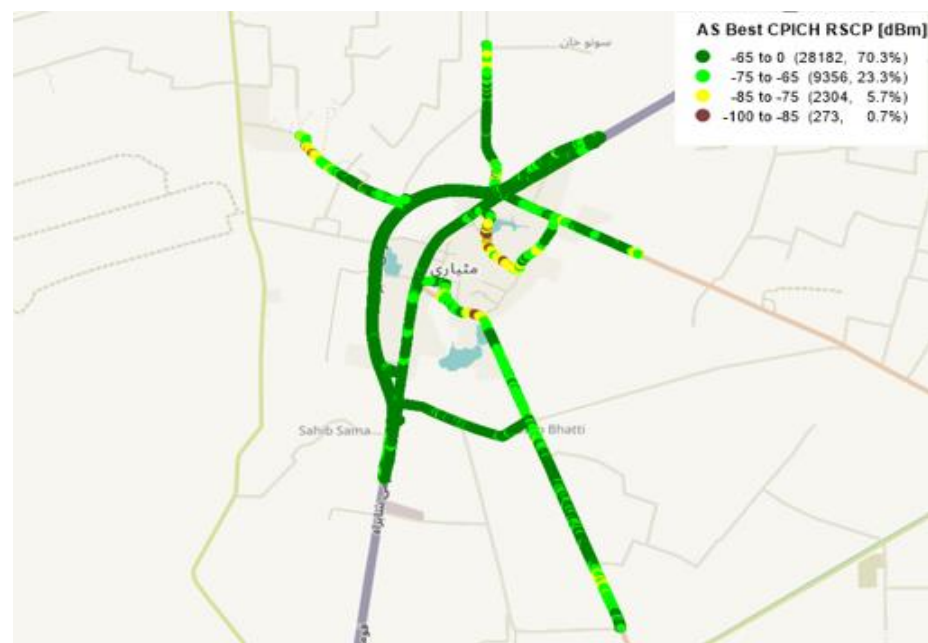 AS Best CPICH RSCP [dBm]
-65 to 0 (28182, 70.3%)
-75 to -65 (9356, 23.3%)
-85 to -75 (2304, 5.7%)
-100 to -85 (273, 0.7%)
سونو خان
مٹیاری
Sahib Sama
Bhatti